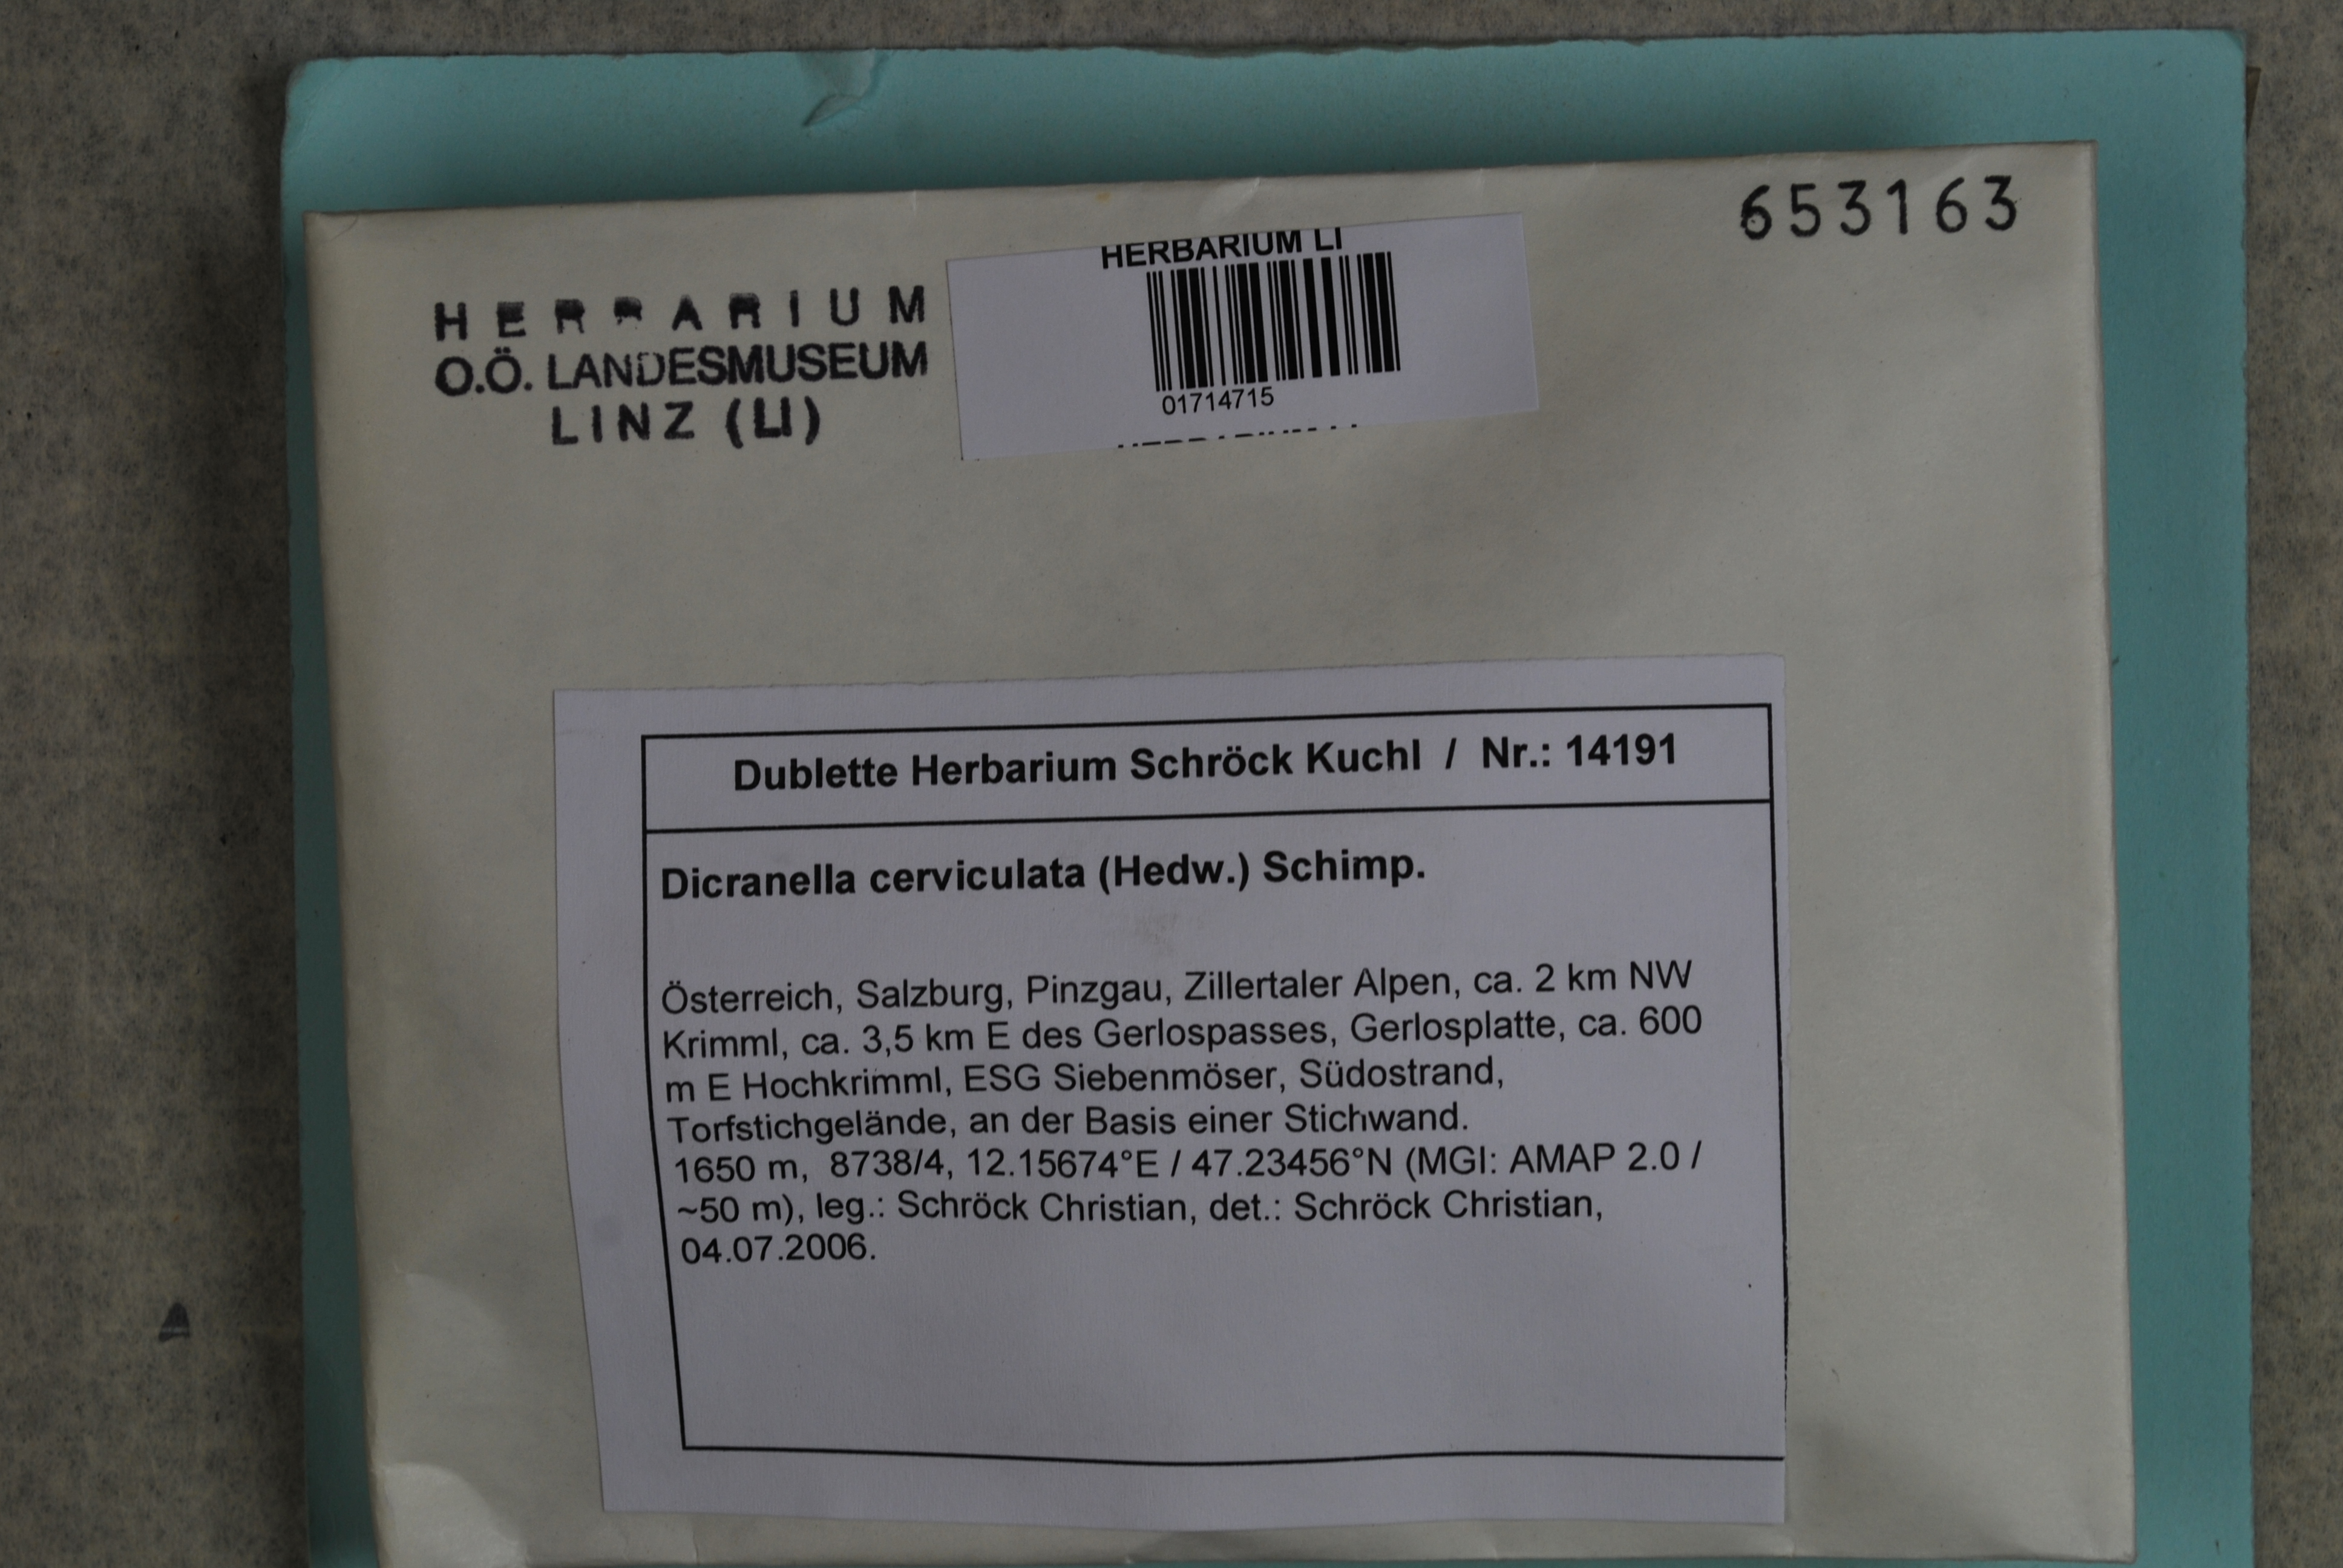 653163
HERBARIUM
O.Ö. LANDESMUSEUM
LINZ (LI)
HERBARIUM LI
01714715
Dublette Herbarium Schröck Kuchl / Nr.: 14191
Dicranella cerviculata (Hedw.) Schimp.
Österreich, Salzburg, Pinzgau, Zillertaler Alpen, ca. 2 km NW
Krimml, ca. 3,5 km E des Gerlospasses, Gerlosplatte, ca. 600
m E Hochkrimml, ESG Siebenmöser, Südostrand,
Torfstichgelände, an der Basis einer Stichwand.
1650 m, 8738/4, 12.15674°E / 47.23456°N (MGI: AMAP 2.0 /
~50 m), leg.: Schröck Christian, det.: Schröck Christian,
04.07.2006.